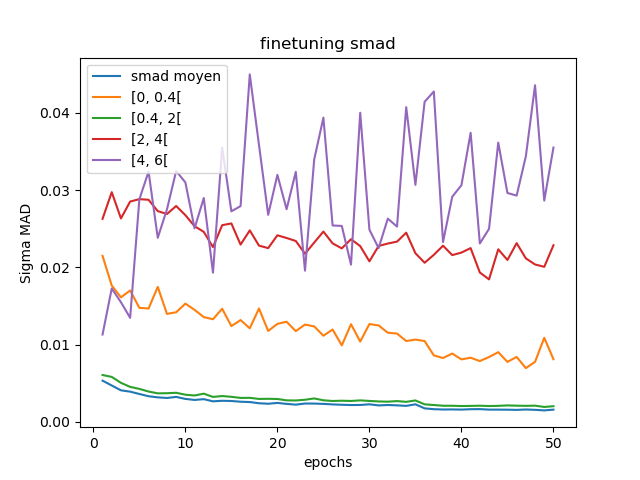 finetuning smad
smad moyen
[0, 0.4[
[0.4, 2[
[2, 4[
[4, 6[
Sigma MAD
0.04
0.03
0.02
0.01
0.00
0 10 20 30 40 50
epochs